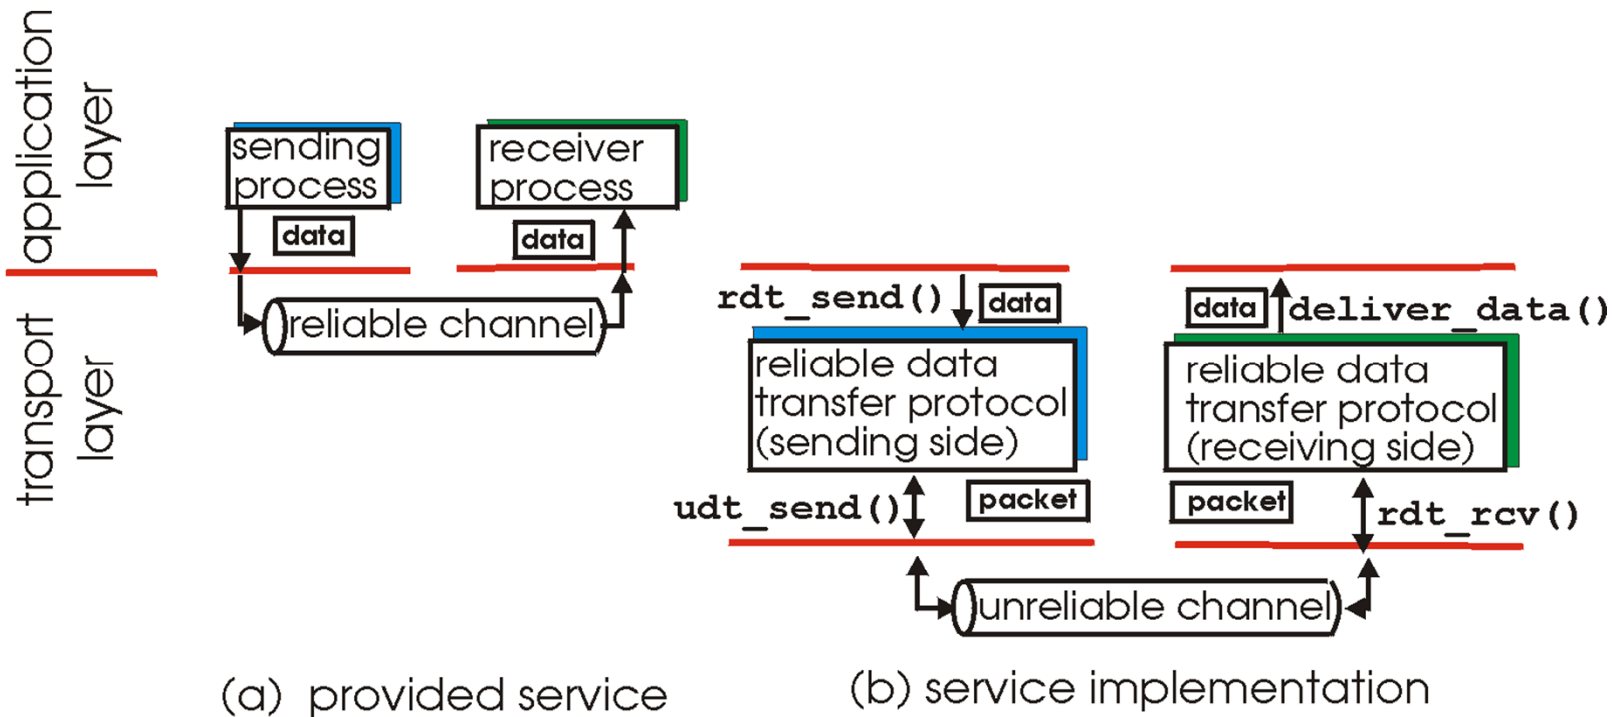 application
layer
transport
layer
sending
process
receiver
process
data
data
reliable channel
rdt_send()
data
data
deliver_data()
reliable data
transfer protocol
(sending side)
reliable data
transfer protocol
(receiving side)
udt_send()
packet
packet
rdt_rcv()
unreliable channel
(a) provided service
(b) service implementation